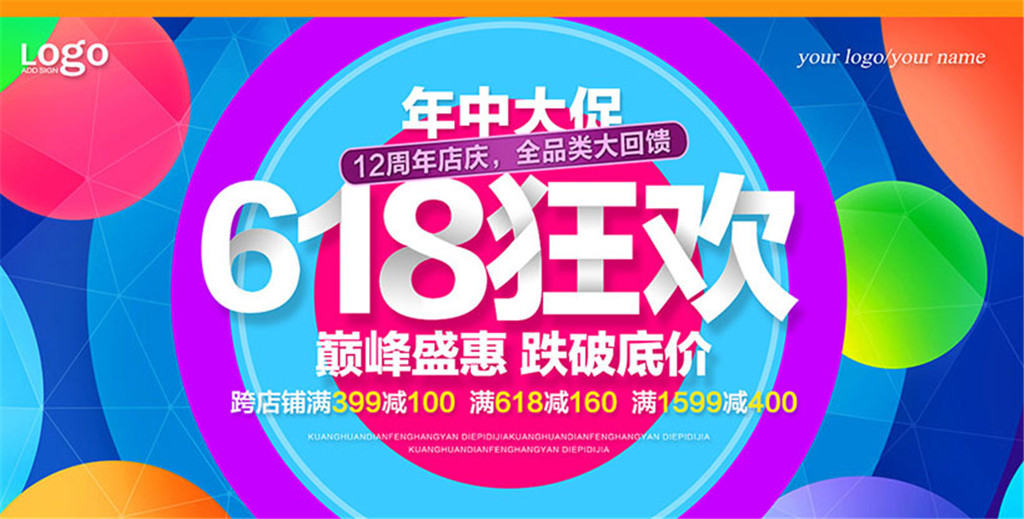 Logo
ADD SIGN
your logo/your name
年中大促
12周年店庆，全品类大回馈
618狂欢
巅峰盛惠 跌破底价
跨店铺满399减100 满618减160 满1599减400
KUANGHUANDIANFENGHANGYAN DIEPIDIJIAKUANGHUANDIANFENGHANGYAN DIEPIDIJIA
KUANGHUANDIANFENGHANGYAN DIEPIDIJIA